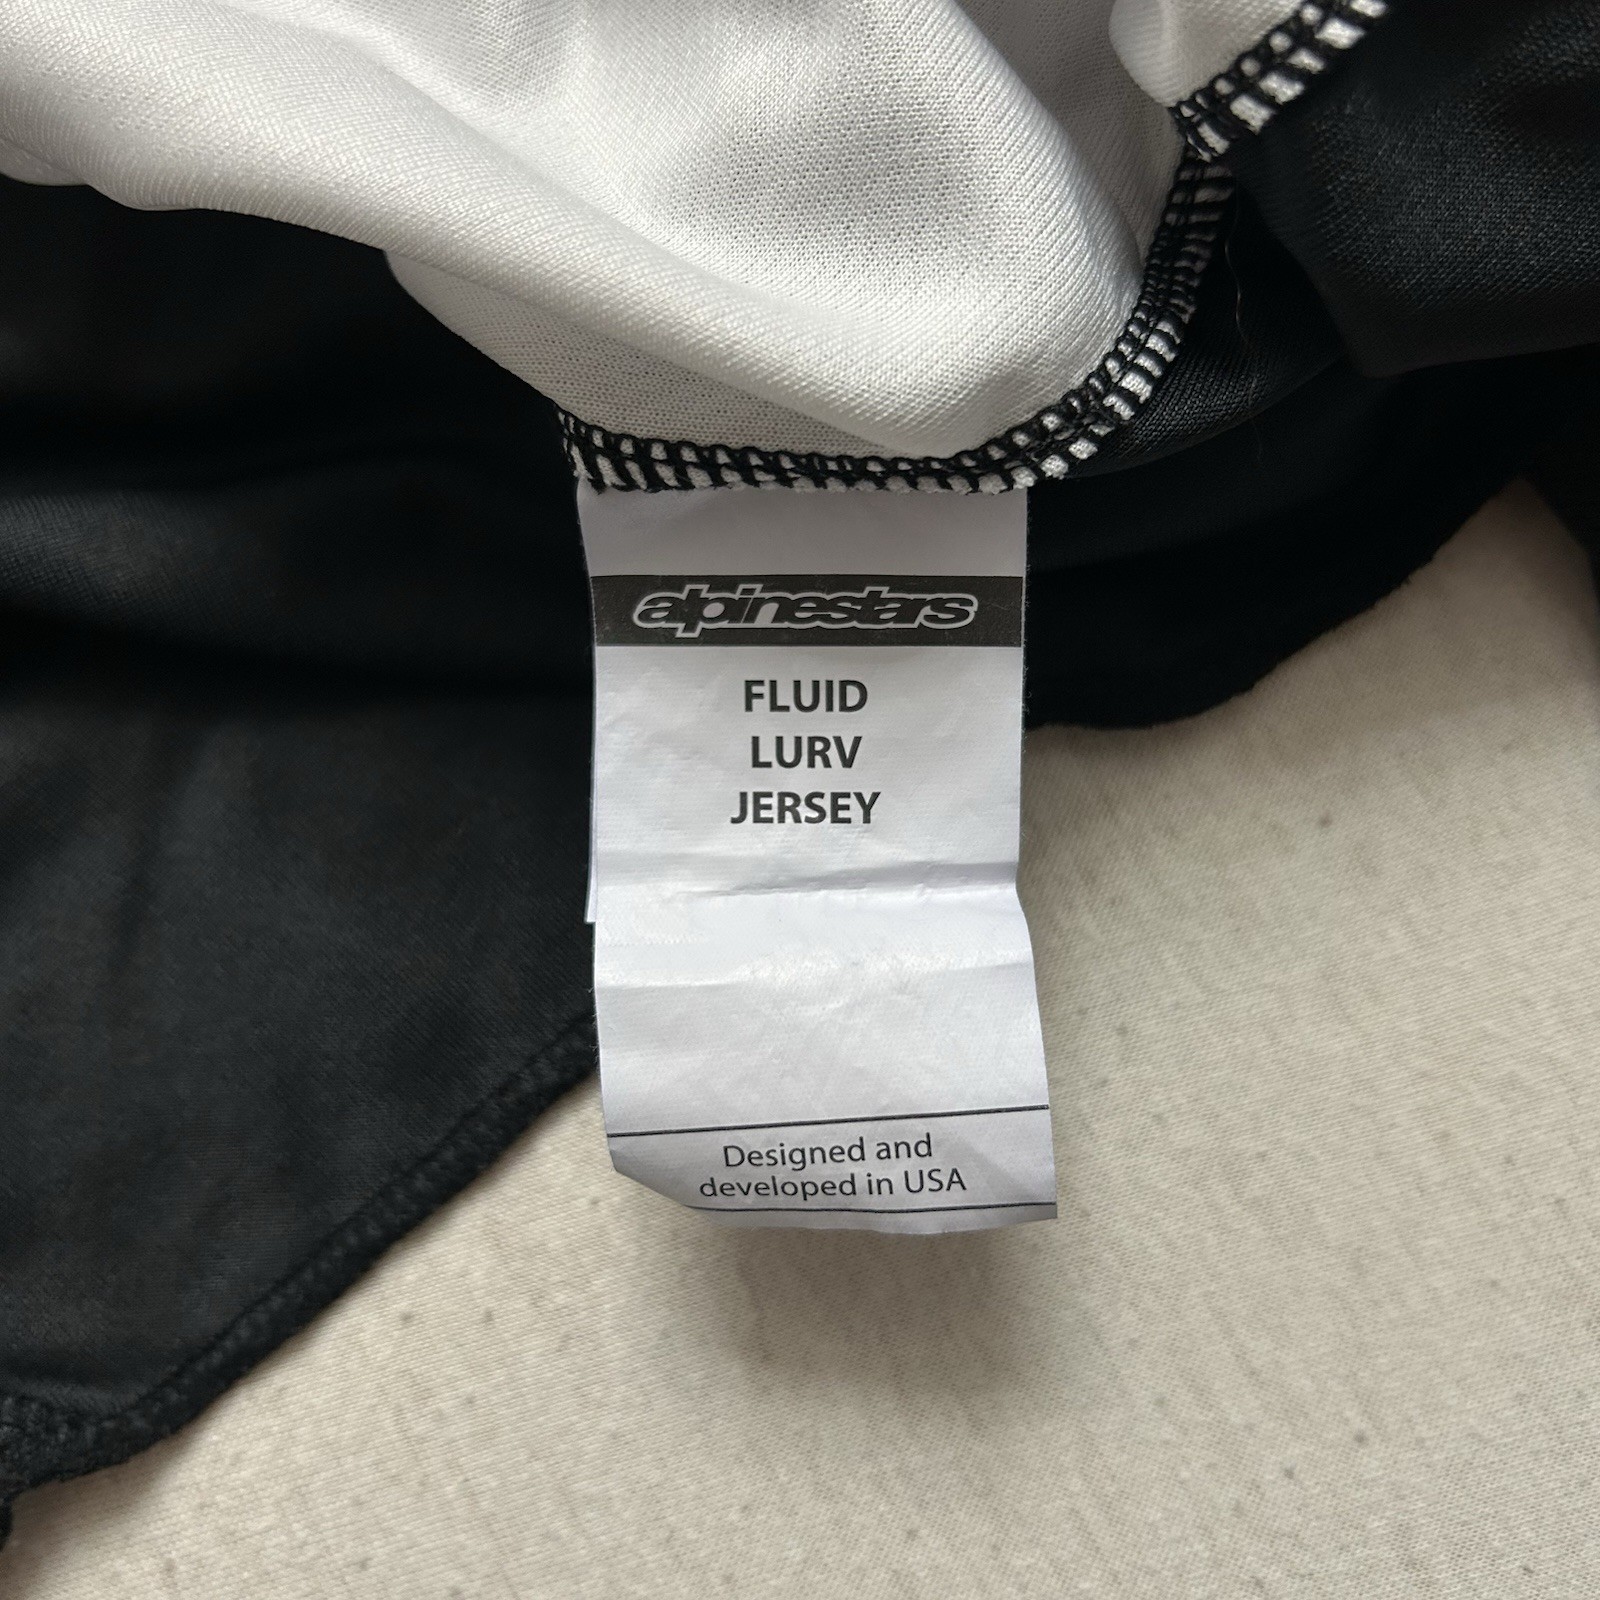 alpinestars
FLUID
LURV
JERSEY
Designed and
developed in USA